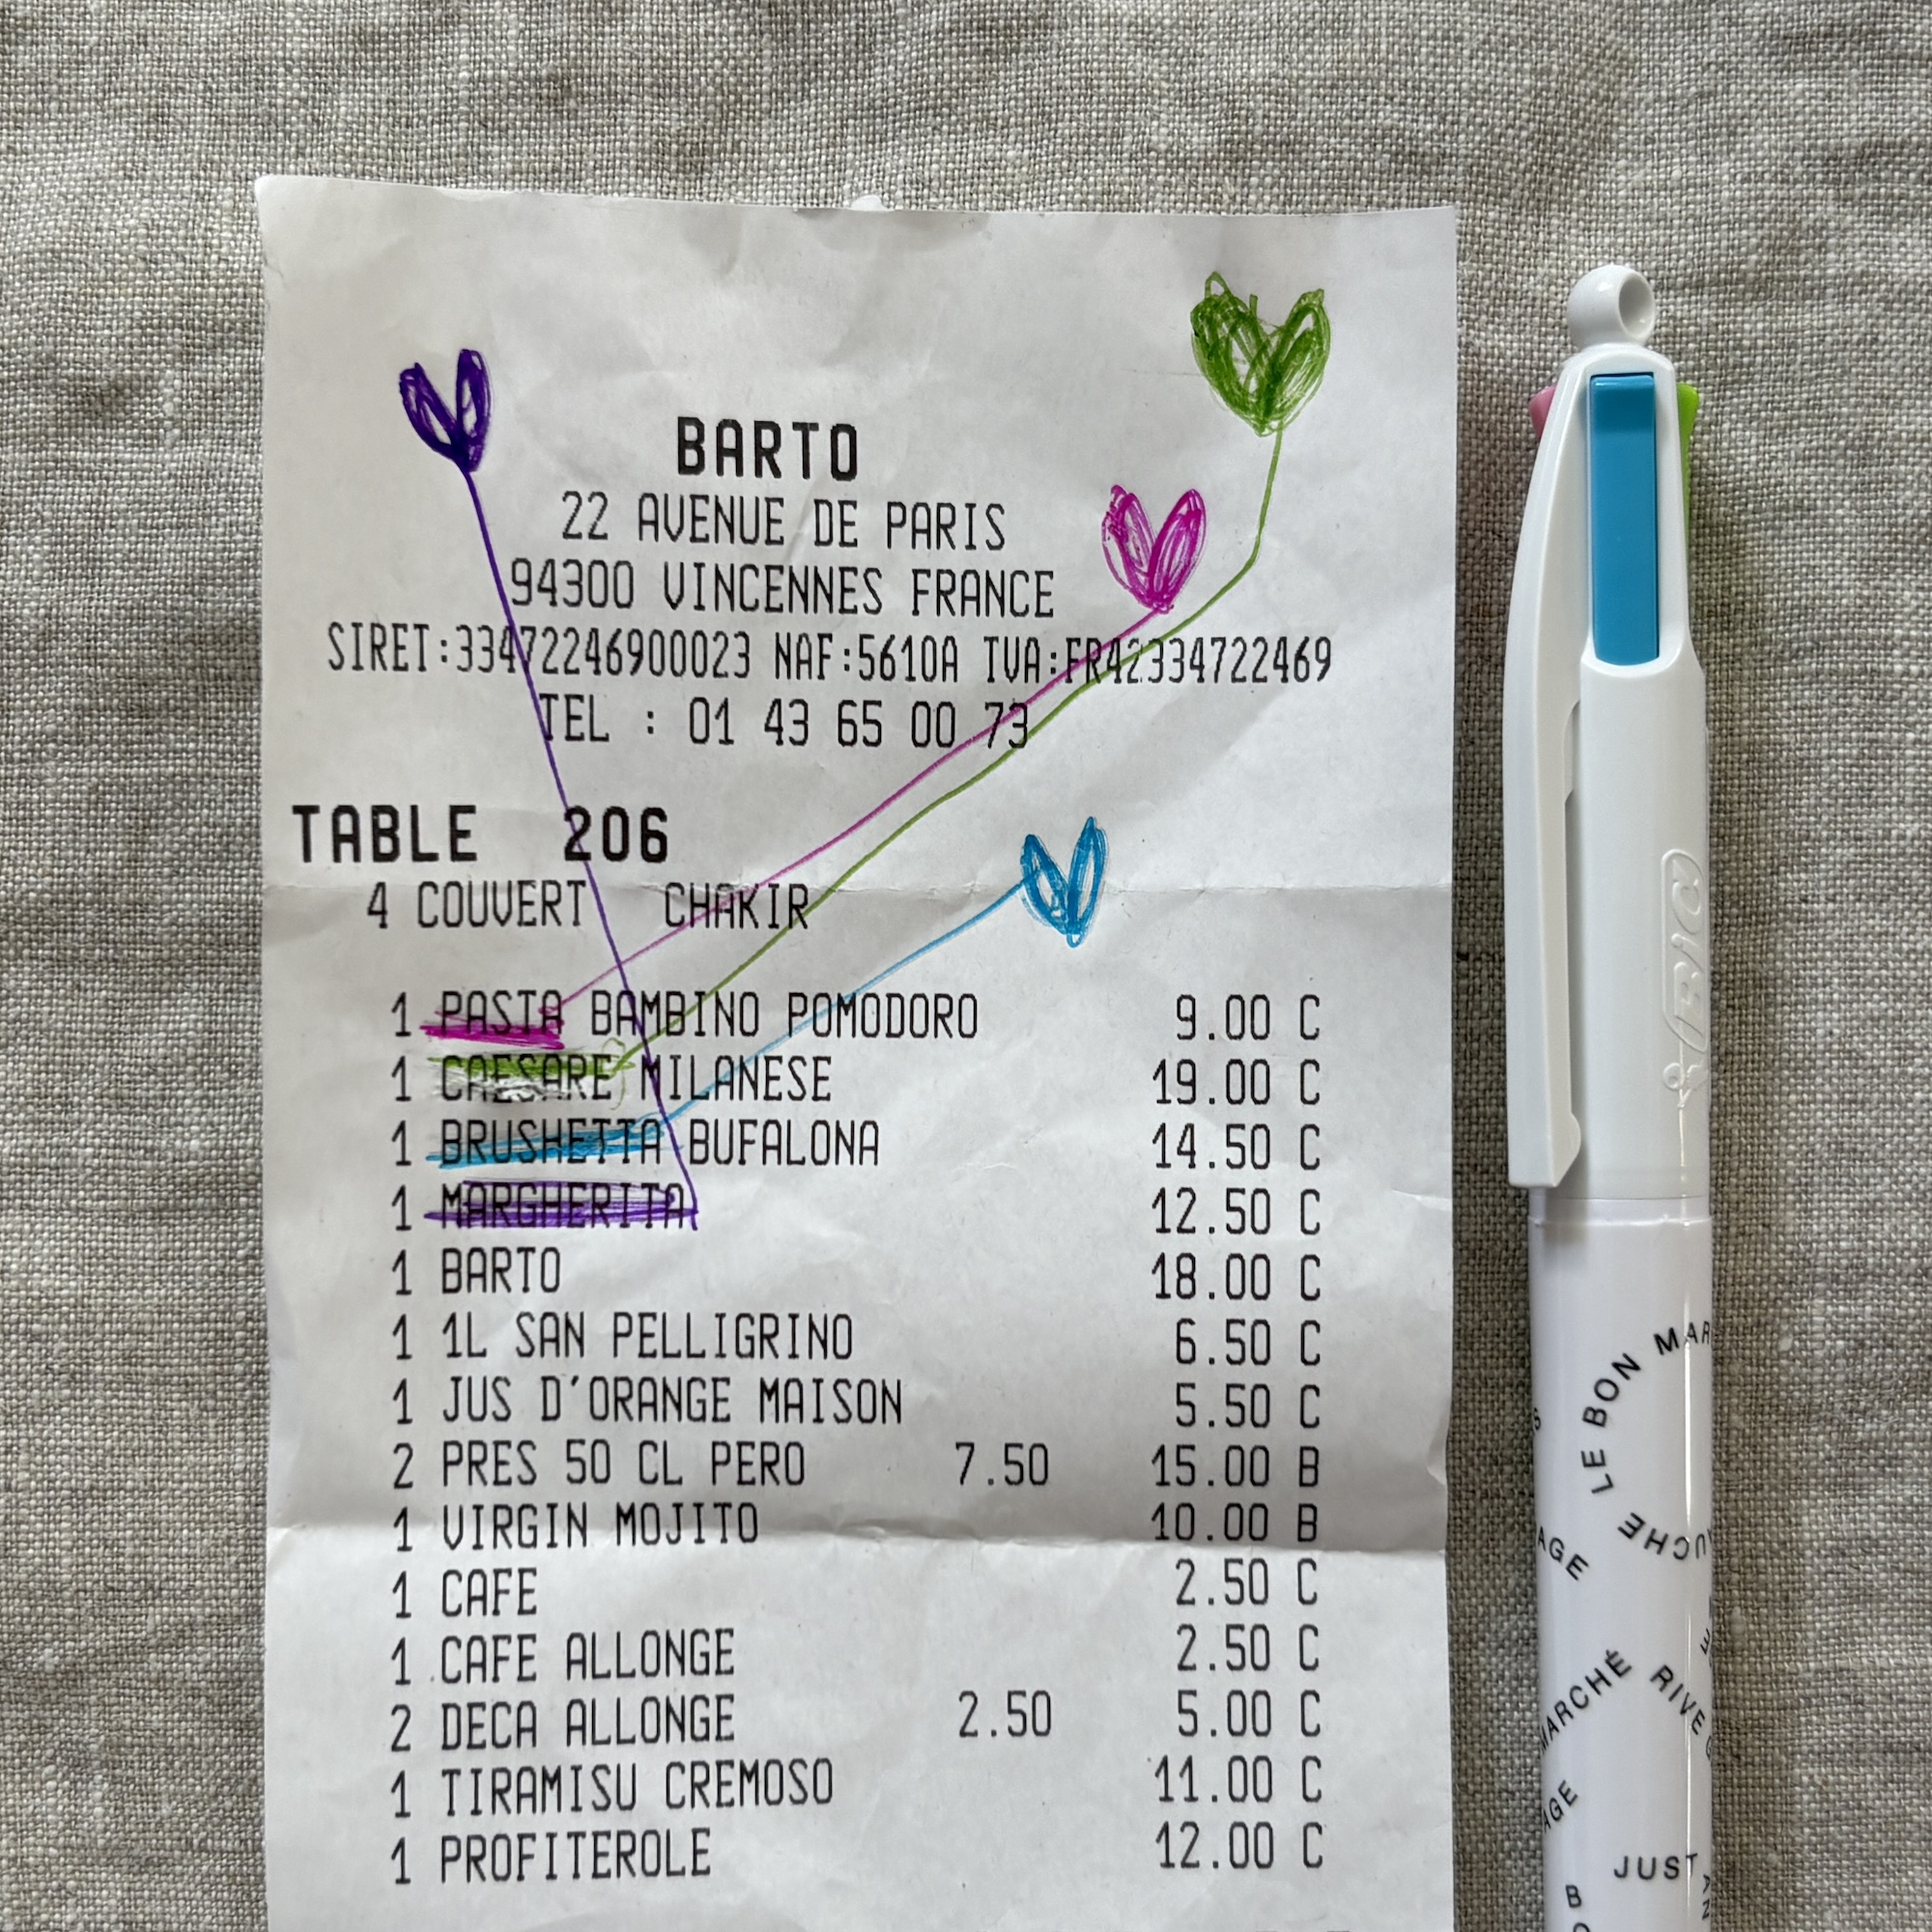 BARTO
22 AVENUE DE PARIS
94300 VINCENNES FRANCE
SIRET:33472246900023 NAF:5610A TVA:FR42334722469
TEL : 01 43 65 00 73
TABLE 206
4 COUVERT CHAKIR
1 PASTA BAMBINO POMODORO 9.00 C
1 CAESARE MILANESE 19.00 C
1 BRUSHETTA BUFALONA 14.50 C
1 MARGHERITA 12.50 C
1 BARTO 18.00 C
1 1L SAN PELLIGRINO 6.50 C
1 JUS D'ORANGE MAISON 5.50 C
2 PRES 50 CL PERO 7.50 15.00 B
1 VIRGIN MOJITO 10.00 B
1 CAFE 2.50 C
1 CAFE ALLONGE 2.50 C
2 DECA ALLONGE 2.50 5.00 C
1 TIRAMISU CREMOSO 11.00 C
1 PROFITEROLE 12.00 C
BIC
LE BON MAR
MARCHÉ RIVE
JUST